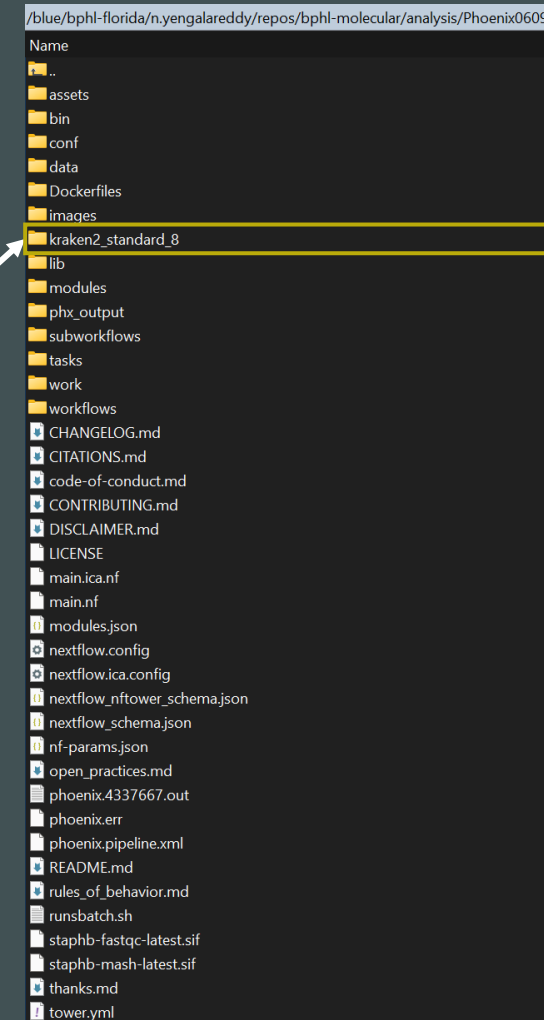 /blue/bphl-florida/n.yengalareddy/repos/bphl-molecular/analysis/Phoenix0609
Name
..
assets
bin
conf
data
Dockerfiles
images
kraken2_standard_8
lib
modules
phx_output
subworkflows
tasks
work
workflows
CHANGELOG.md
CITATIONS.md
code-of-conduct.md
CONTRIBUTING.md
DISCLAIMER.md
LICENSE
main.ica.nf
main.nf
modules.json
nextflow.config
nextflow.ica.config
nextflow_nftower_schema.json
nextflow_schema.json
nf-params.json
open_practices.md
phoenix.4337667.out
phoenix.err
phoenix.pipeline.xml
README.md
rules_of_behavior.md
runsbatch.sh
staphb-fastqc-latest.sif
staphb-mash-latest.sif
thanks.md
tower.yml